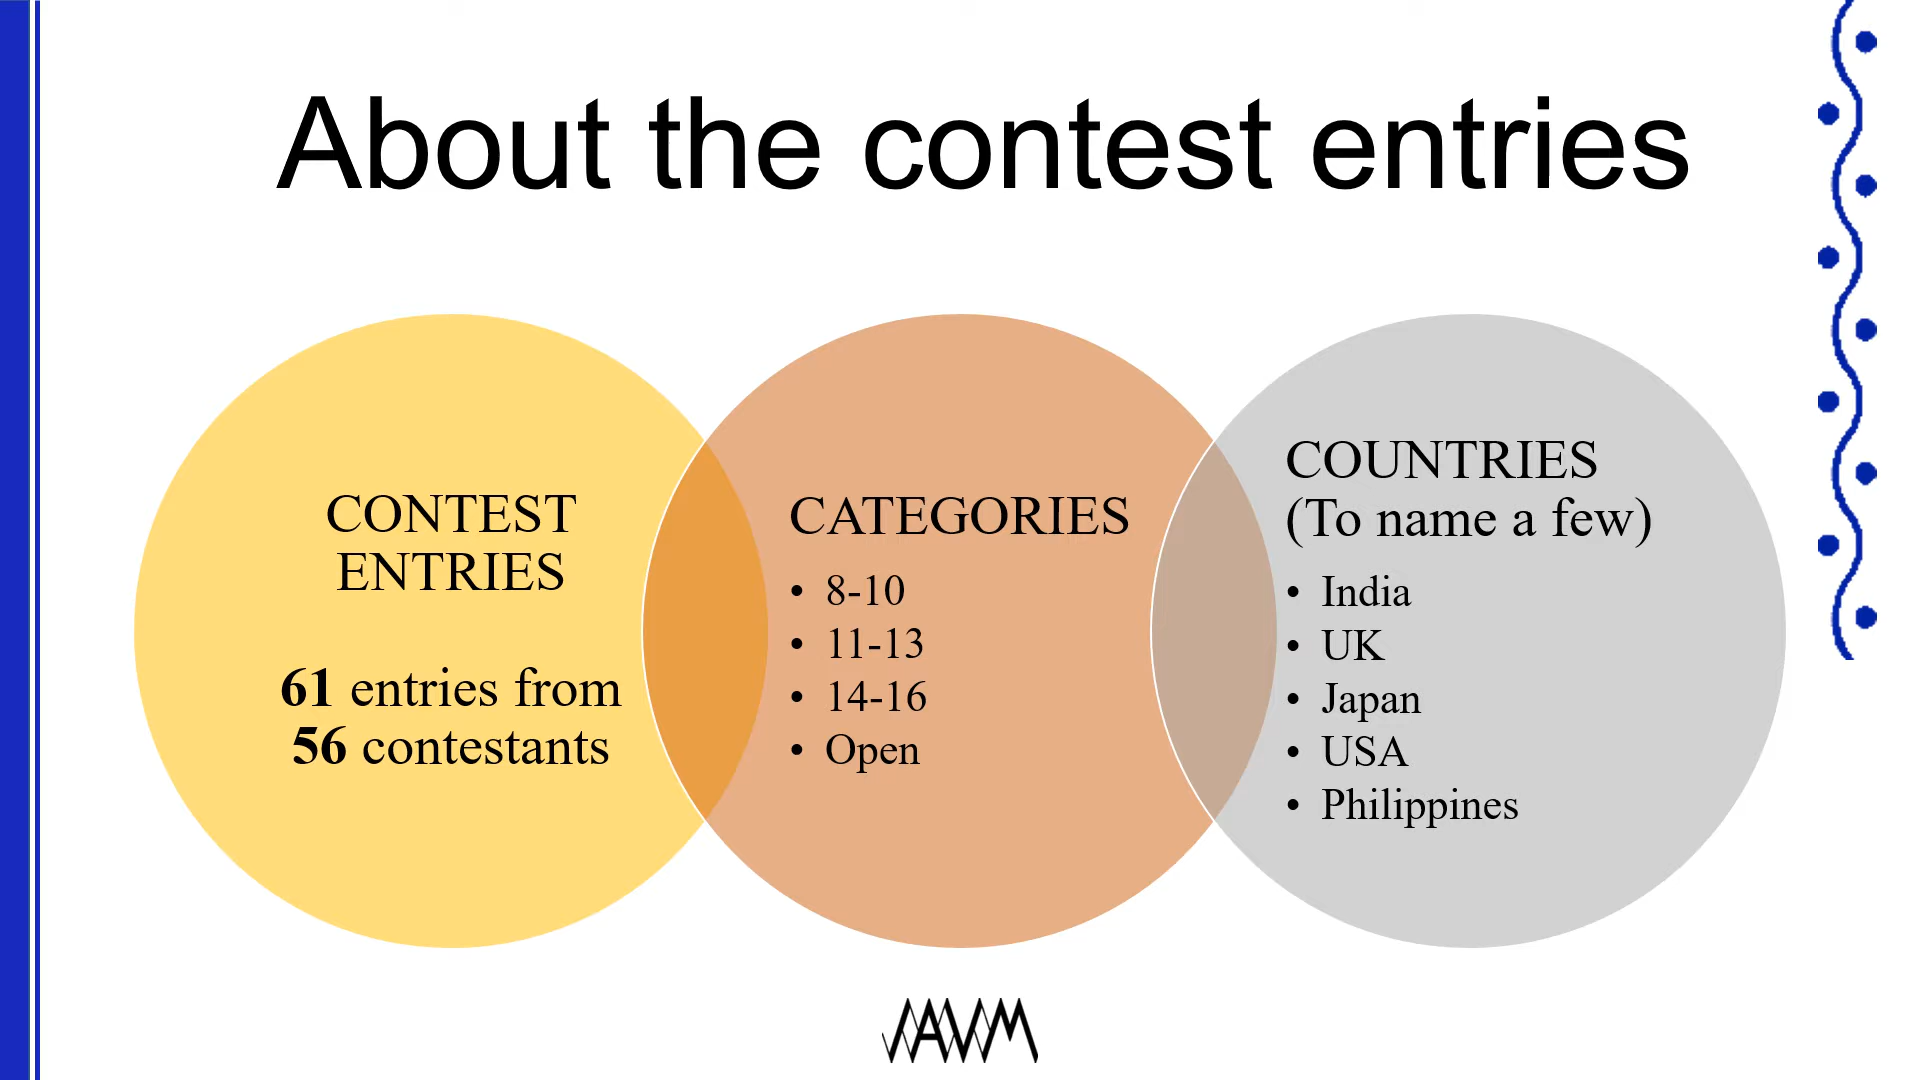 About the contest entries
CONTEST
ENTRIES
61 entries from
56 contestants
CATEGORIES
• 8-10
• 11-13
• 14-16
• Open
COUNTRIES
(To name a few)
• India
• UK
• Japan
• USA
• Philippines